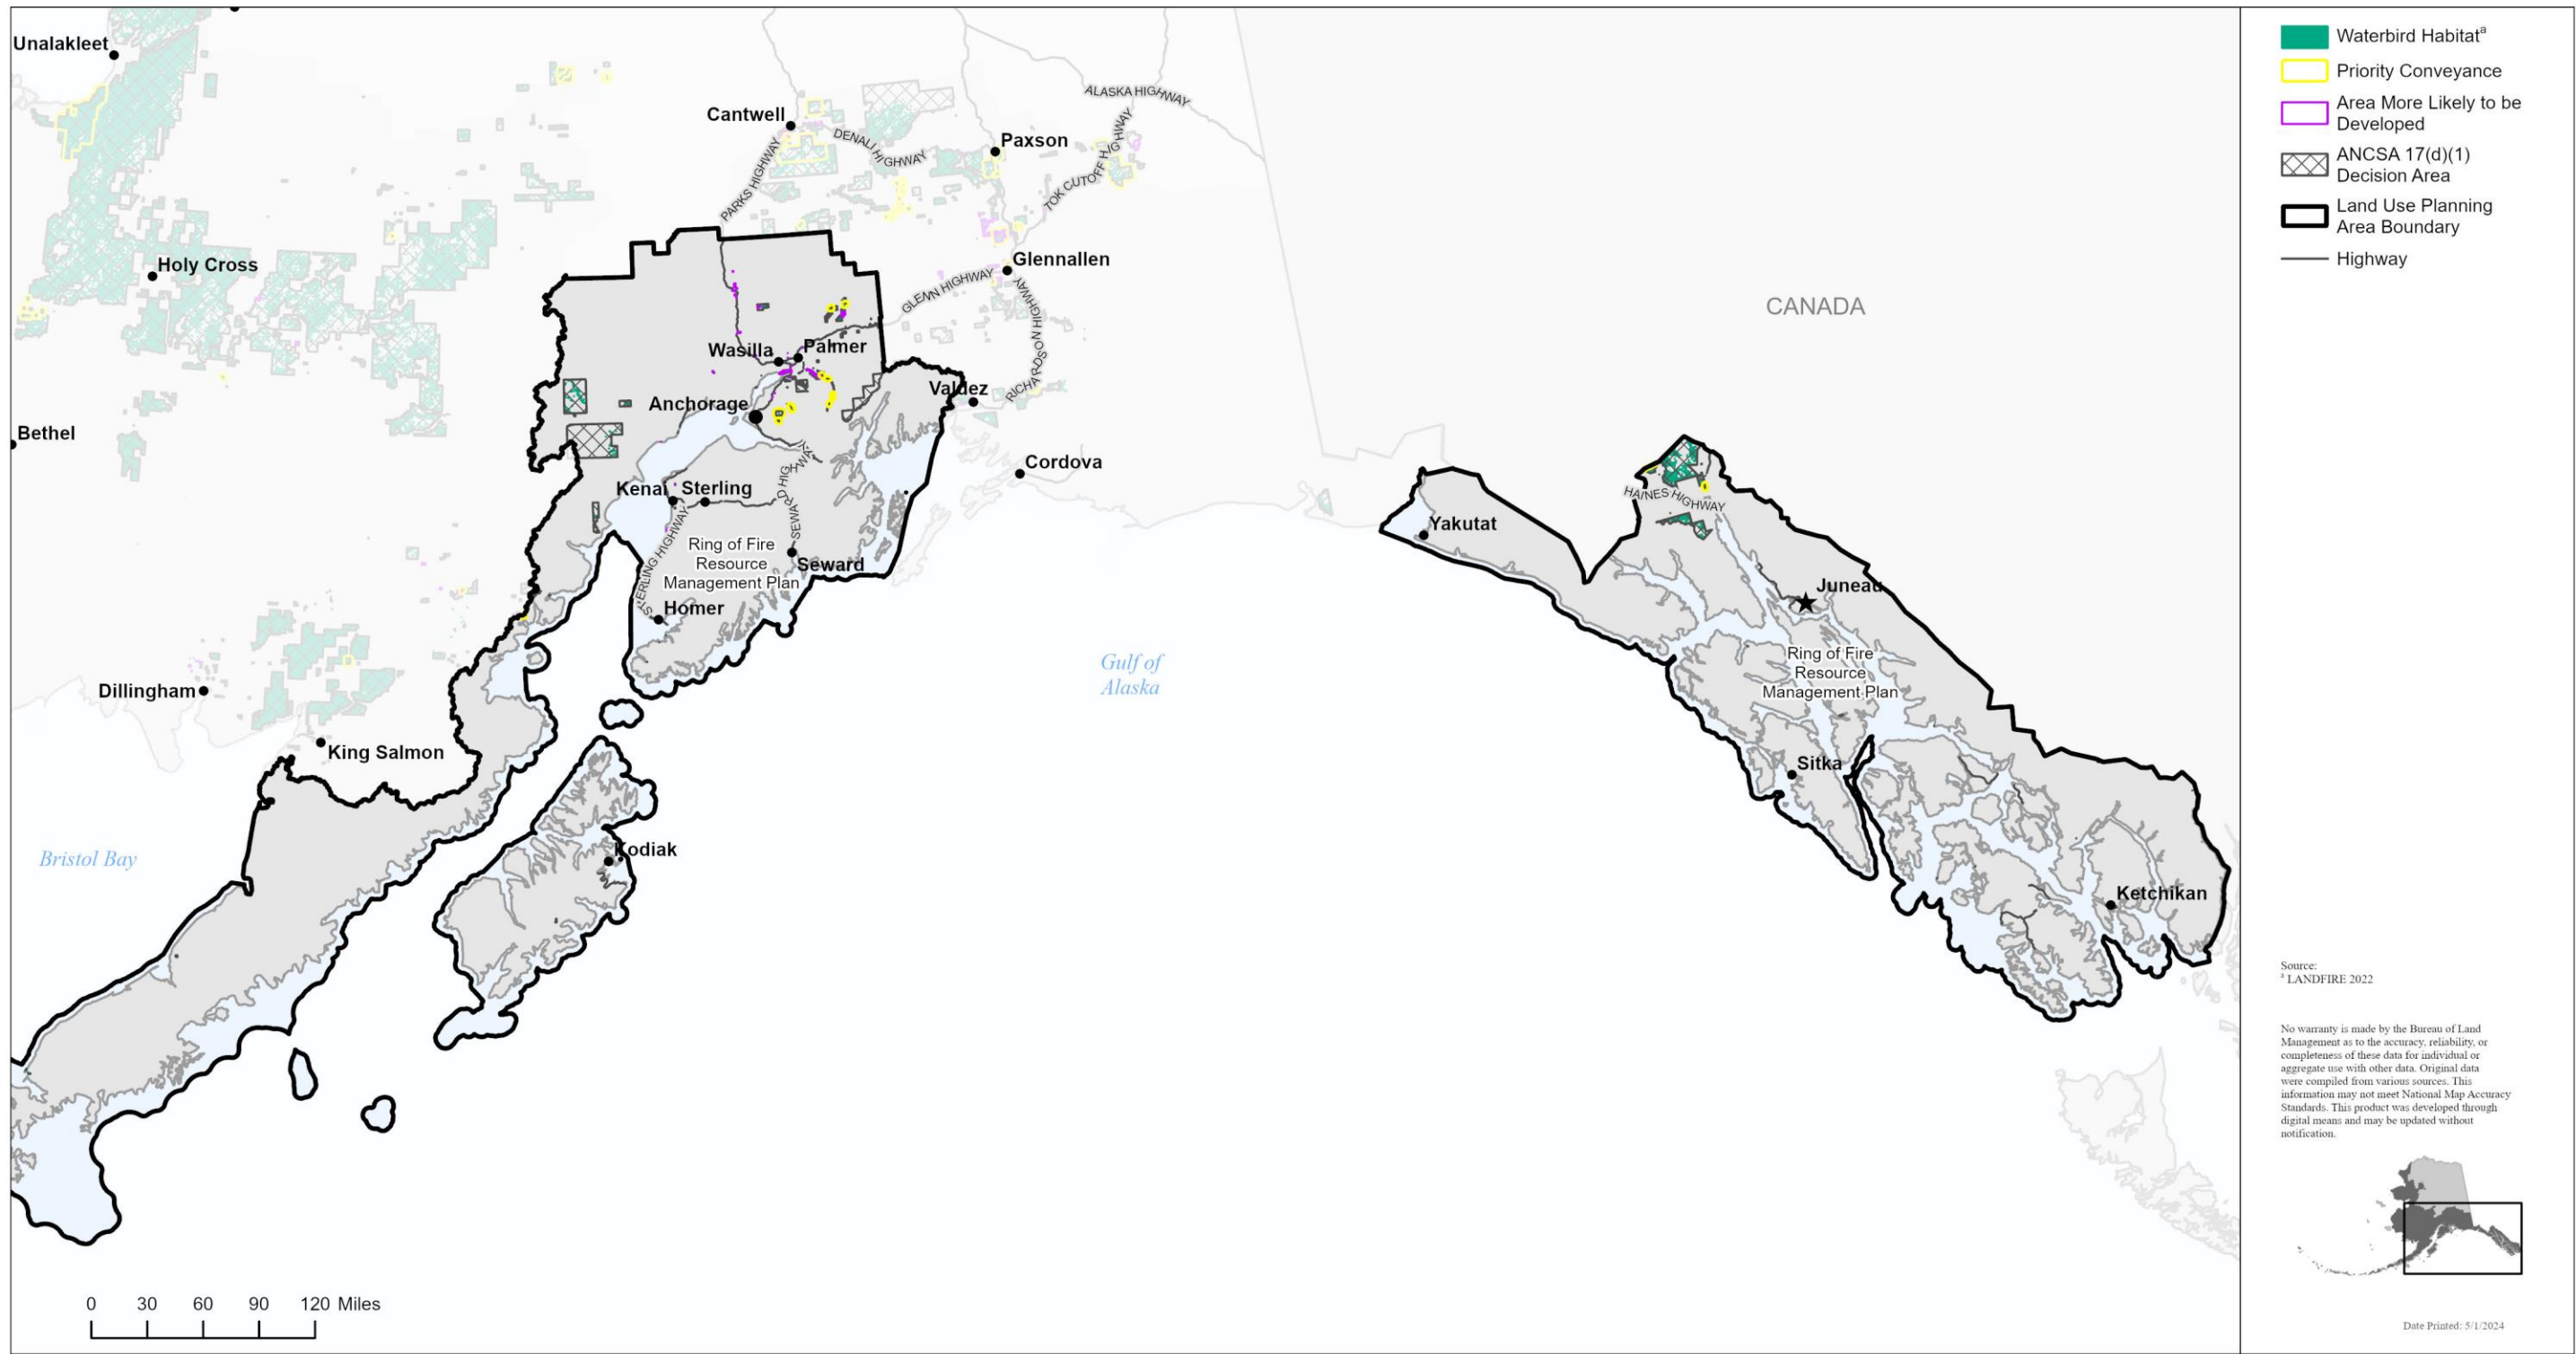 Unalakleet
Cantwell
ALASKA HIGHWAY
DENALI HIGHWAY
Paxson
PARKS HIGHWAY
TOK CUTOFF HIGHWAY
Holy Cross
Glennallen
GLENN HIGHWAY
RICHARDSON HIGHWAY
CANADA
Wasilla
Palmer
Valdez
Anchorage
Bethel
Cordova
Kenai
Sterling
SEWARD HIGHWAY
STERLING HIGHWAY
Ring of Fire
Resource
Management Plan
Seward
Homer
HAINES HIGHWAY
Yakutat
Juneau
Gulf of
Alaska
Ring of Fire
Resource
Management Plan
Dillingham
King Salmon
Sitka
Kodiak
Bristol Bay
Ketchikan
0 30 60 90 120 Miles
Waterbird Habitatᵃ
Priority Conveyance
Area More Likely to be
Developed
ANCSA 17(d)(1)
Decision Area
Land Use Planning
Area Boundary
Highway
Source:
ᵃ LANDFIRE 2022
No warranty is made by the Bureau of Land
Management as to the accuracy, reliability, or
completeness of these data for individual or
aggregate use with other data. Original data
were compiled from various sources. This
information may not meet National Map Accuracy
Standards. This product was developed through
digital means and may be updated without
notification.
Date Printed: 5/1/2024